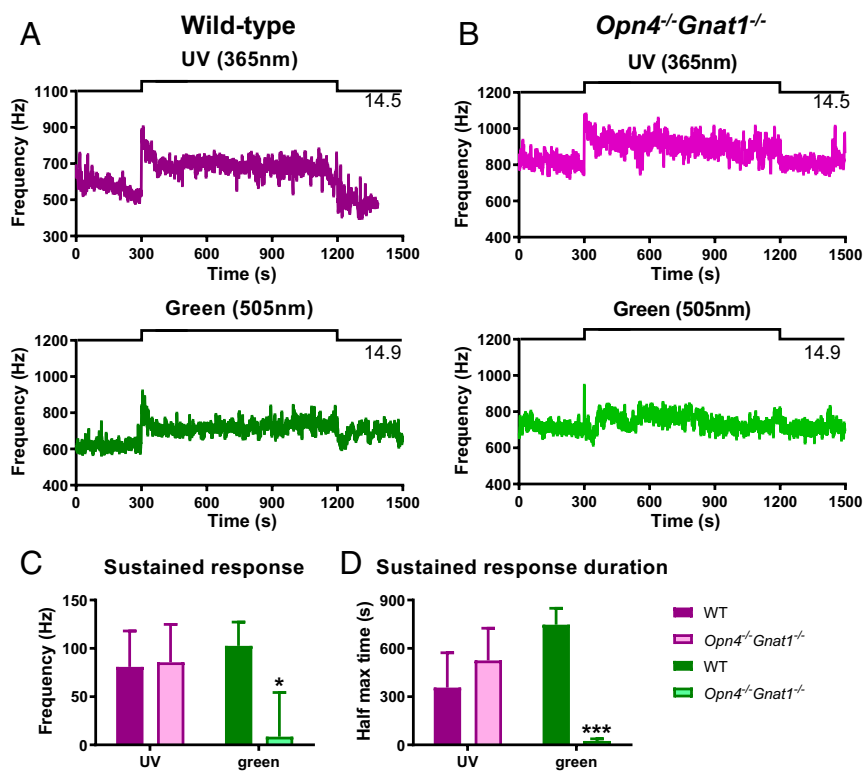 A
Wild-type
UV (365nm)
14.5
Frequency (Hz)
1100
900
700
500
300
0 300 600 900 1200 1500
Time (s)
B
Opn4-/-Gnat1-/-
UV (365nm)
14.5
Frequency (Hz)
1200
1000
800
600
400
0 300 600 900 1200 1500
Time (s)
Green (505nm)
14.9
Frequency (Hz)
1200
1000
800
600
400
0 300 600 900 1200 1500
Time (s)
Green (505nm)
14.9
Frequency (Hz)
1200
1000
800
600
400
0 300 600 900 1200 1500
Time (s)
C
Sustained response
Frequency (Hz)
150
100
50
0
*
UV green
D
Sustained response duration
Half max time (s)
900
600
300
0
***
UV green
WT
Opn4-/-Gnat1-/-
WT
Opn4-/-Gnat1-/-